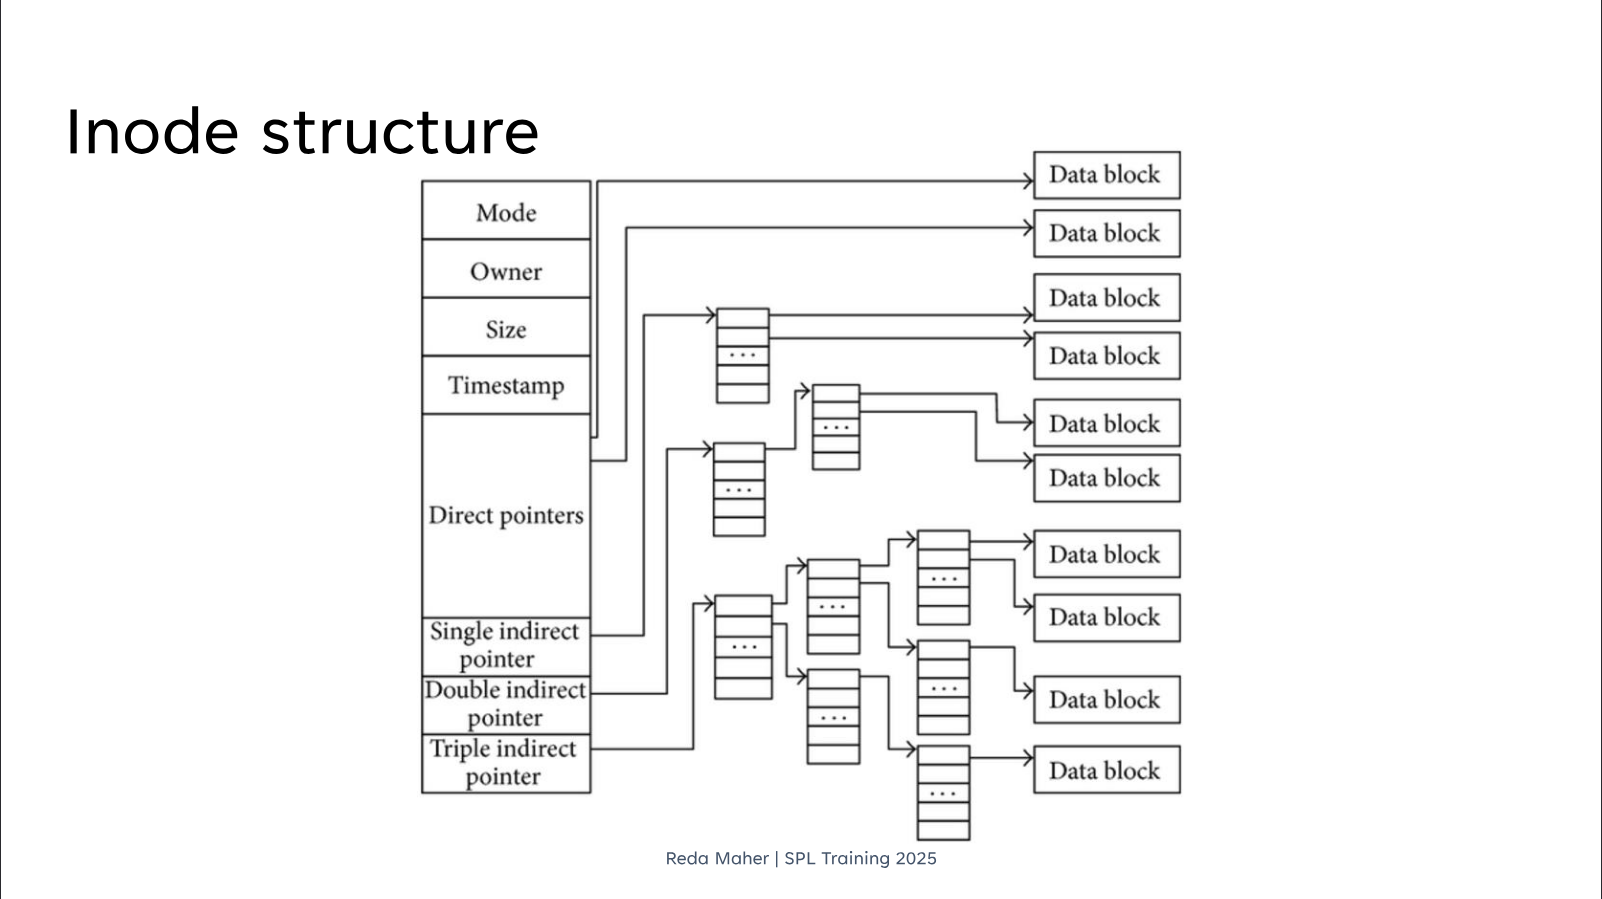 Inode structure
Mode
Owner
Size
Timestamp
Direct pointers
Single indirect
pointer
Double indirect
pointer
Triple indirect
pointer
...
...
...
...
...
...
...
...
...
Data block
Data block
Data block
Data block
Data block
Data block
Data block
Data block
Data block
Data block
Reda Maher | SPL Training 2025